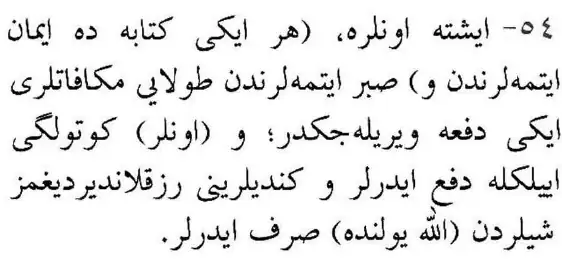 ٥٤- ایشته اونلره، (هر ایکی کتابه ده ایمان
ایتمه‌لرندن و) صبر ایتمه‌لرندن طولایی مکافاتلری
ایکی دفعه ویریله‌جکدر؛ و (اونلر) کوتولگی
اییلکله دفع ایدرلر و کندیلرینی رزقلاندیردیغمز
شیلردن (الله یولنده) صرف ایدرلر.